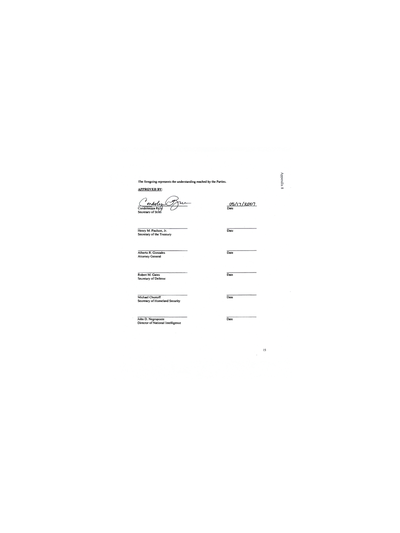 Appendix 8
The foregoing represents the understanding reached by the Parties.
APPROVED BY:
Condoleezza Rice 05/17/2007
Condoleezza Rice Date
Secretary of State
Henry M. Paulson, Jr. Date
Secretary of the Treasury
Alberto R. Gonzales Date
Attorney General
Robert M. Gates Date
Secretary of Defense
Michael Chertoff Date
Secretary of Homeland Security
John D. Negroponte Date
Director of National Intelligence